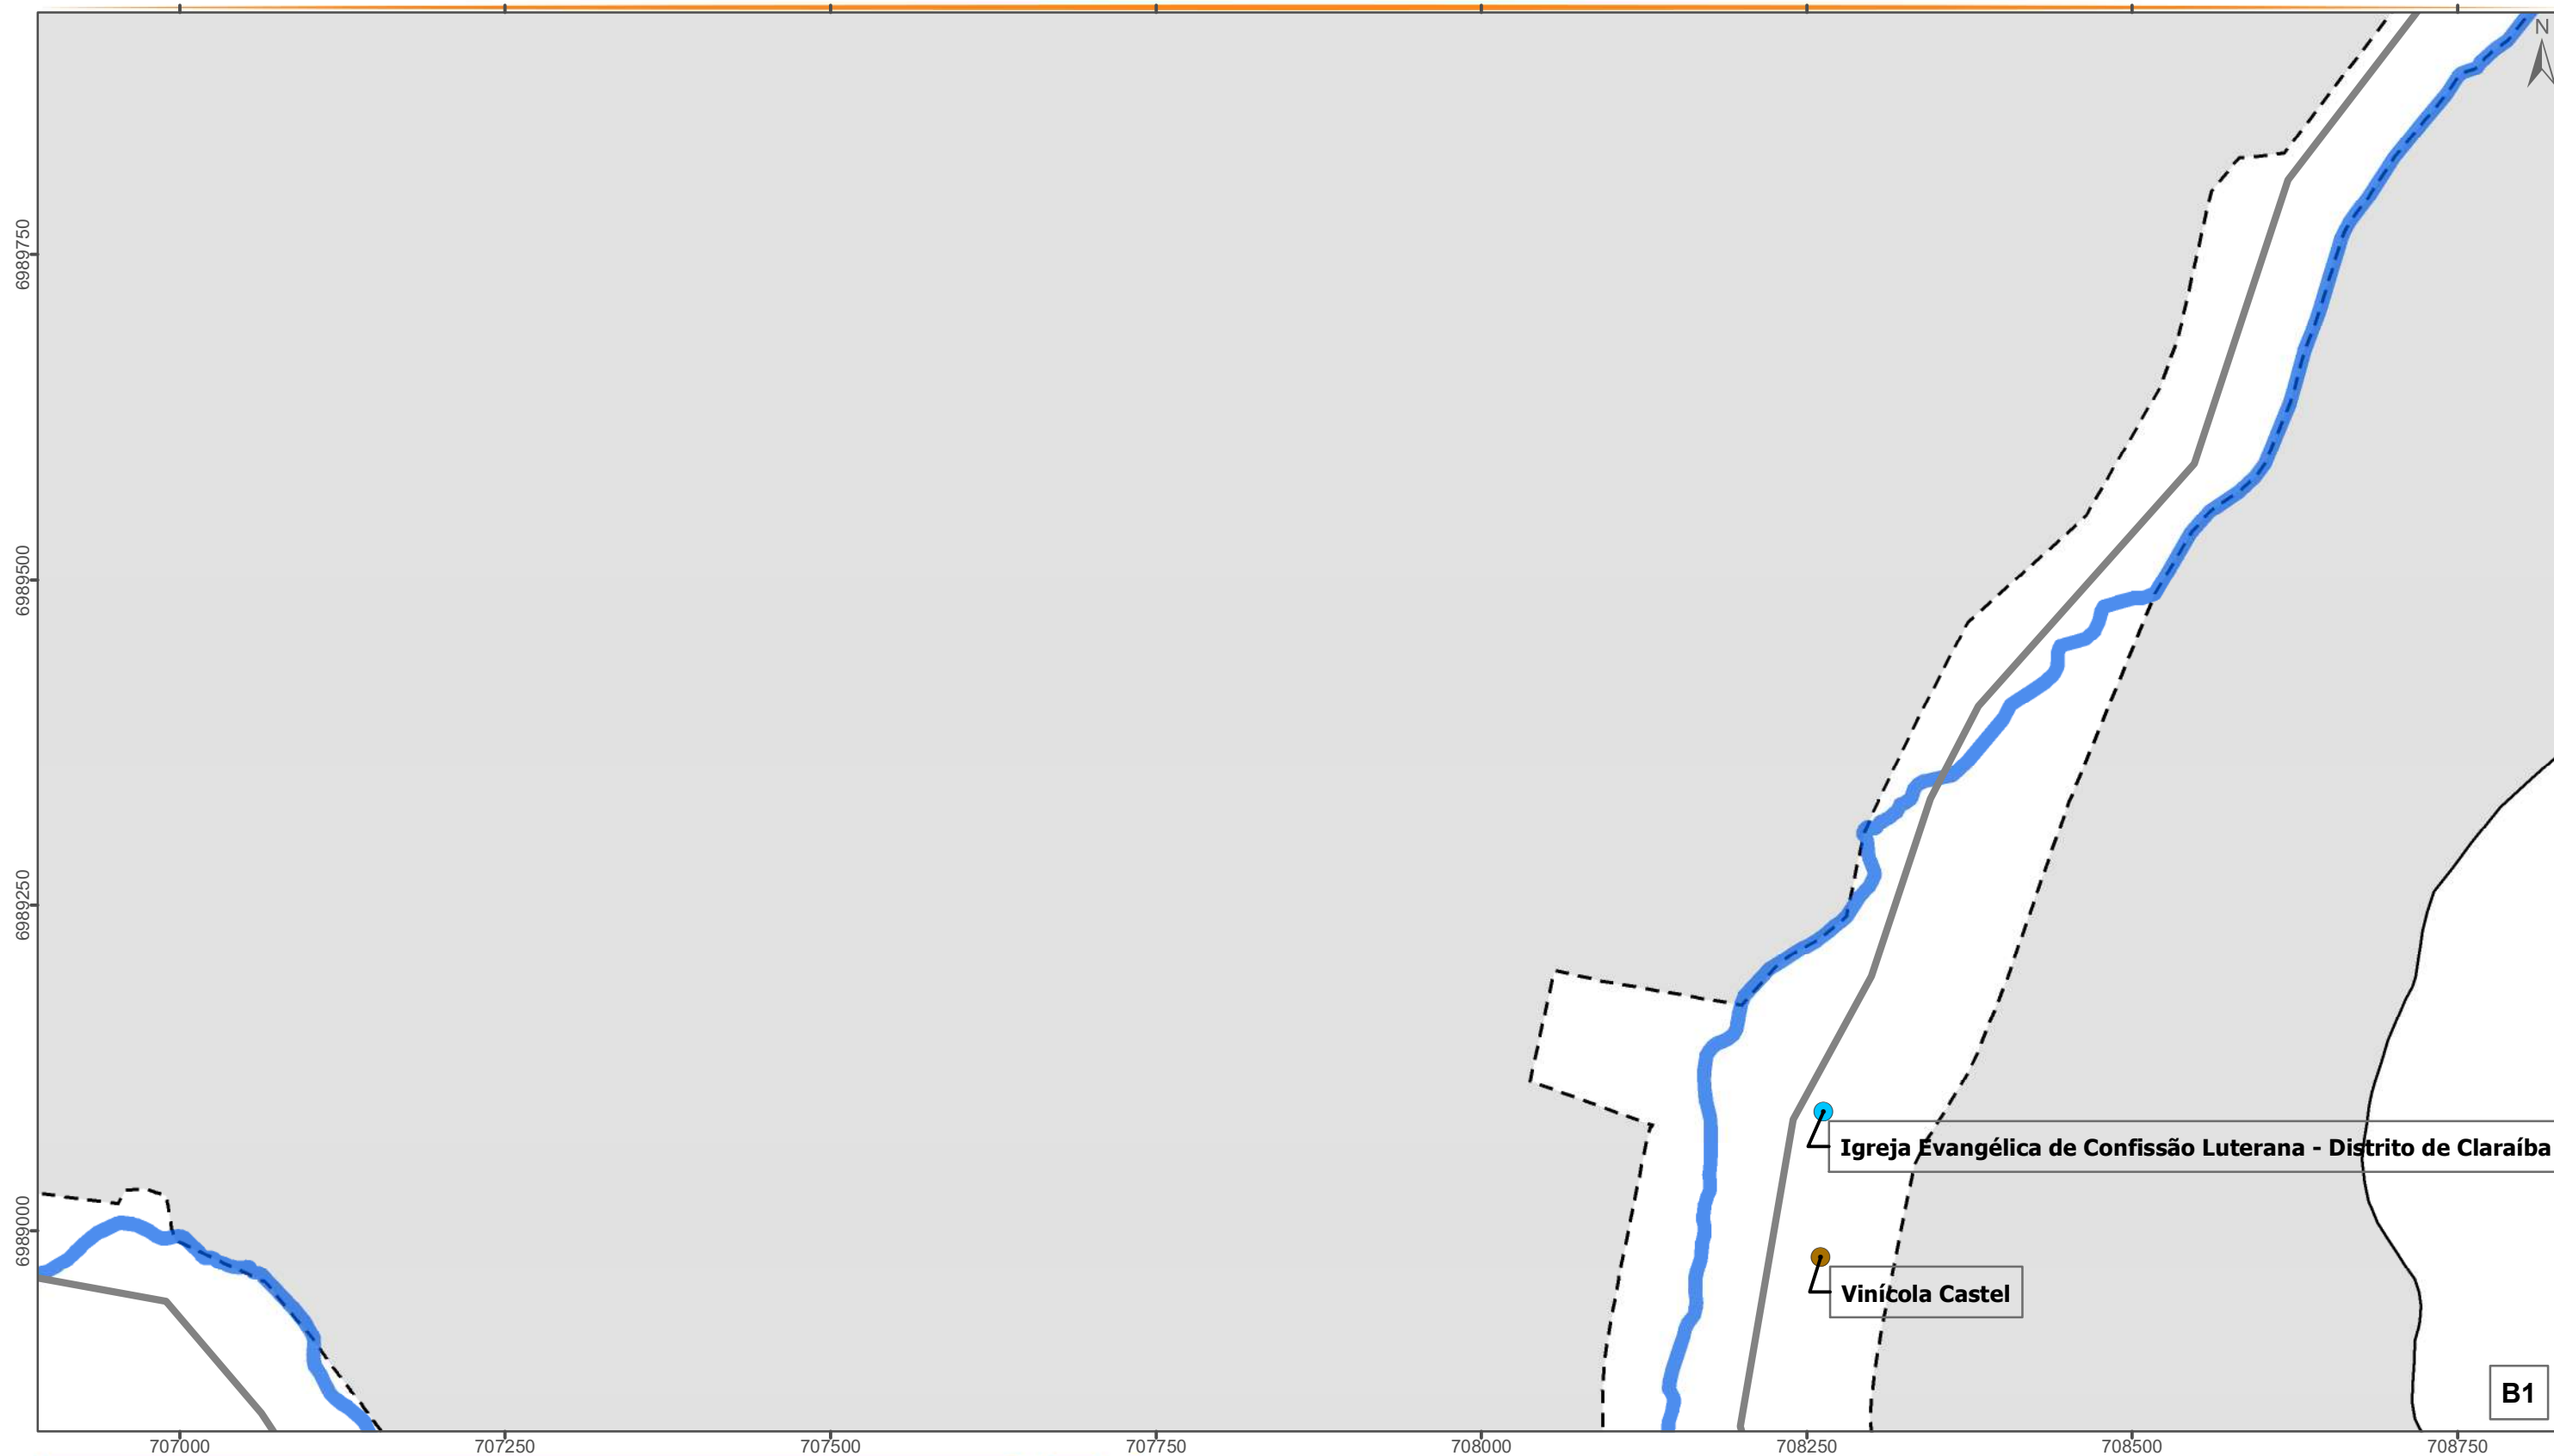 N
6989750
6989500
6989250
6989000
Igreja Evangélica de Confissão Luterana - Distrito de Claraíba
Vinícola Castel
B1
707000 707250 707500 707750 708000 708250 708500 708750